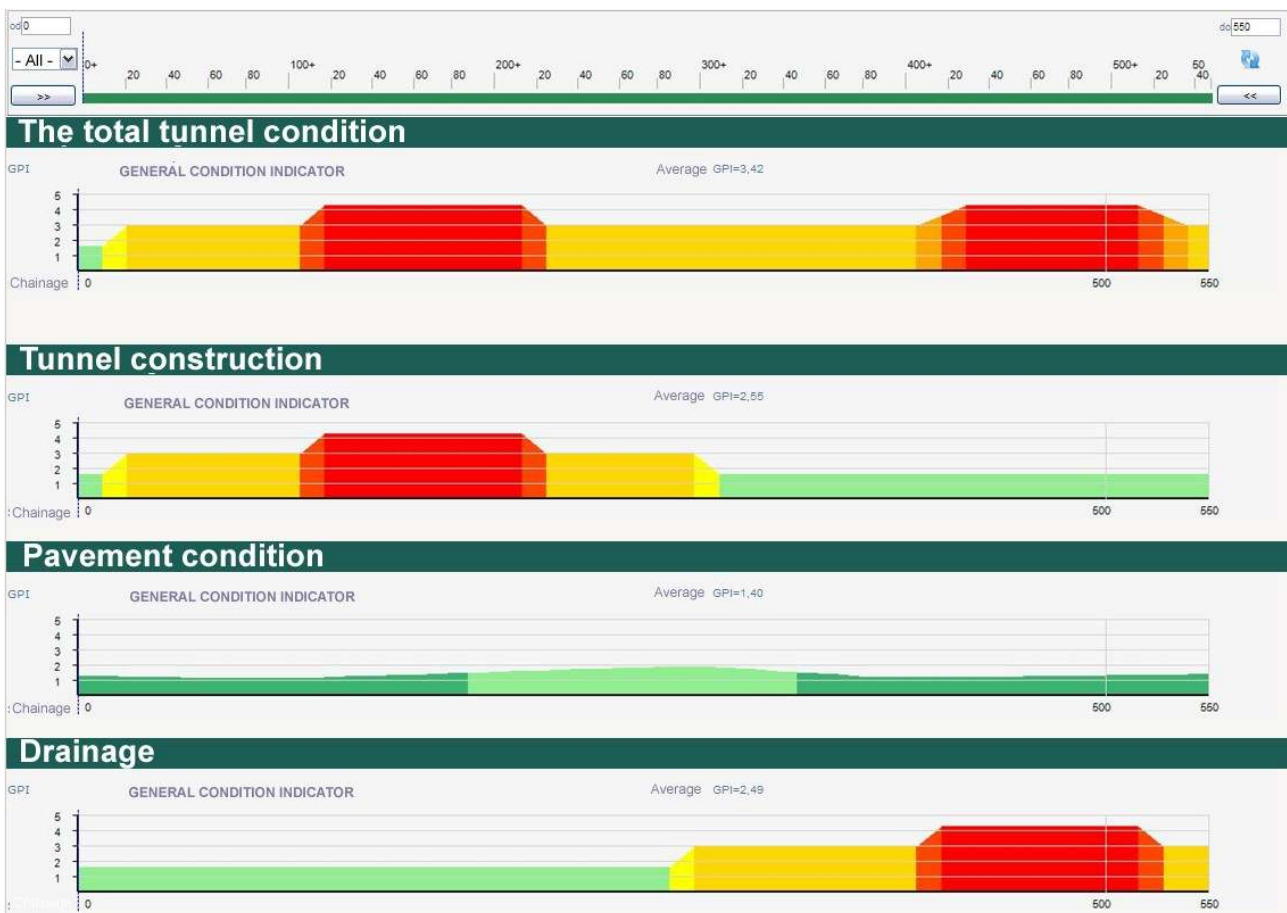 od 0
do 550
- All -
0+ 20 40 60 80 100+ 20 40 60 80 200+ 20 40 60 80 300+ 20 40 60 80 400+ 20 40 60 80 500+ 20 40 50
>>
<<
The total tunnel condition
GPI GENERAL CONDITION INDICATOR Average GPI=3,42
5
4
3
2
1
Chainage 0 500 550
Tunnel construction
GPI GENERAL CONDITION INDICATOR Average GPI=2,55
5
4
3
2
1
:Chainage 0 500 550
Pavement condition
GPI GENERAL CONDITION INDICATOR Average GPI=1,40
5
4
3
2
1
:Chainage 0 500 550
Drainage
GPI GENERAL CONDITION INDICATOR Average GPI=2,49
5
4
3
2
1
:Chainage 0 500 550